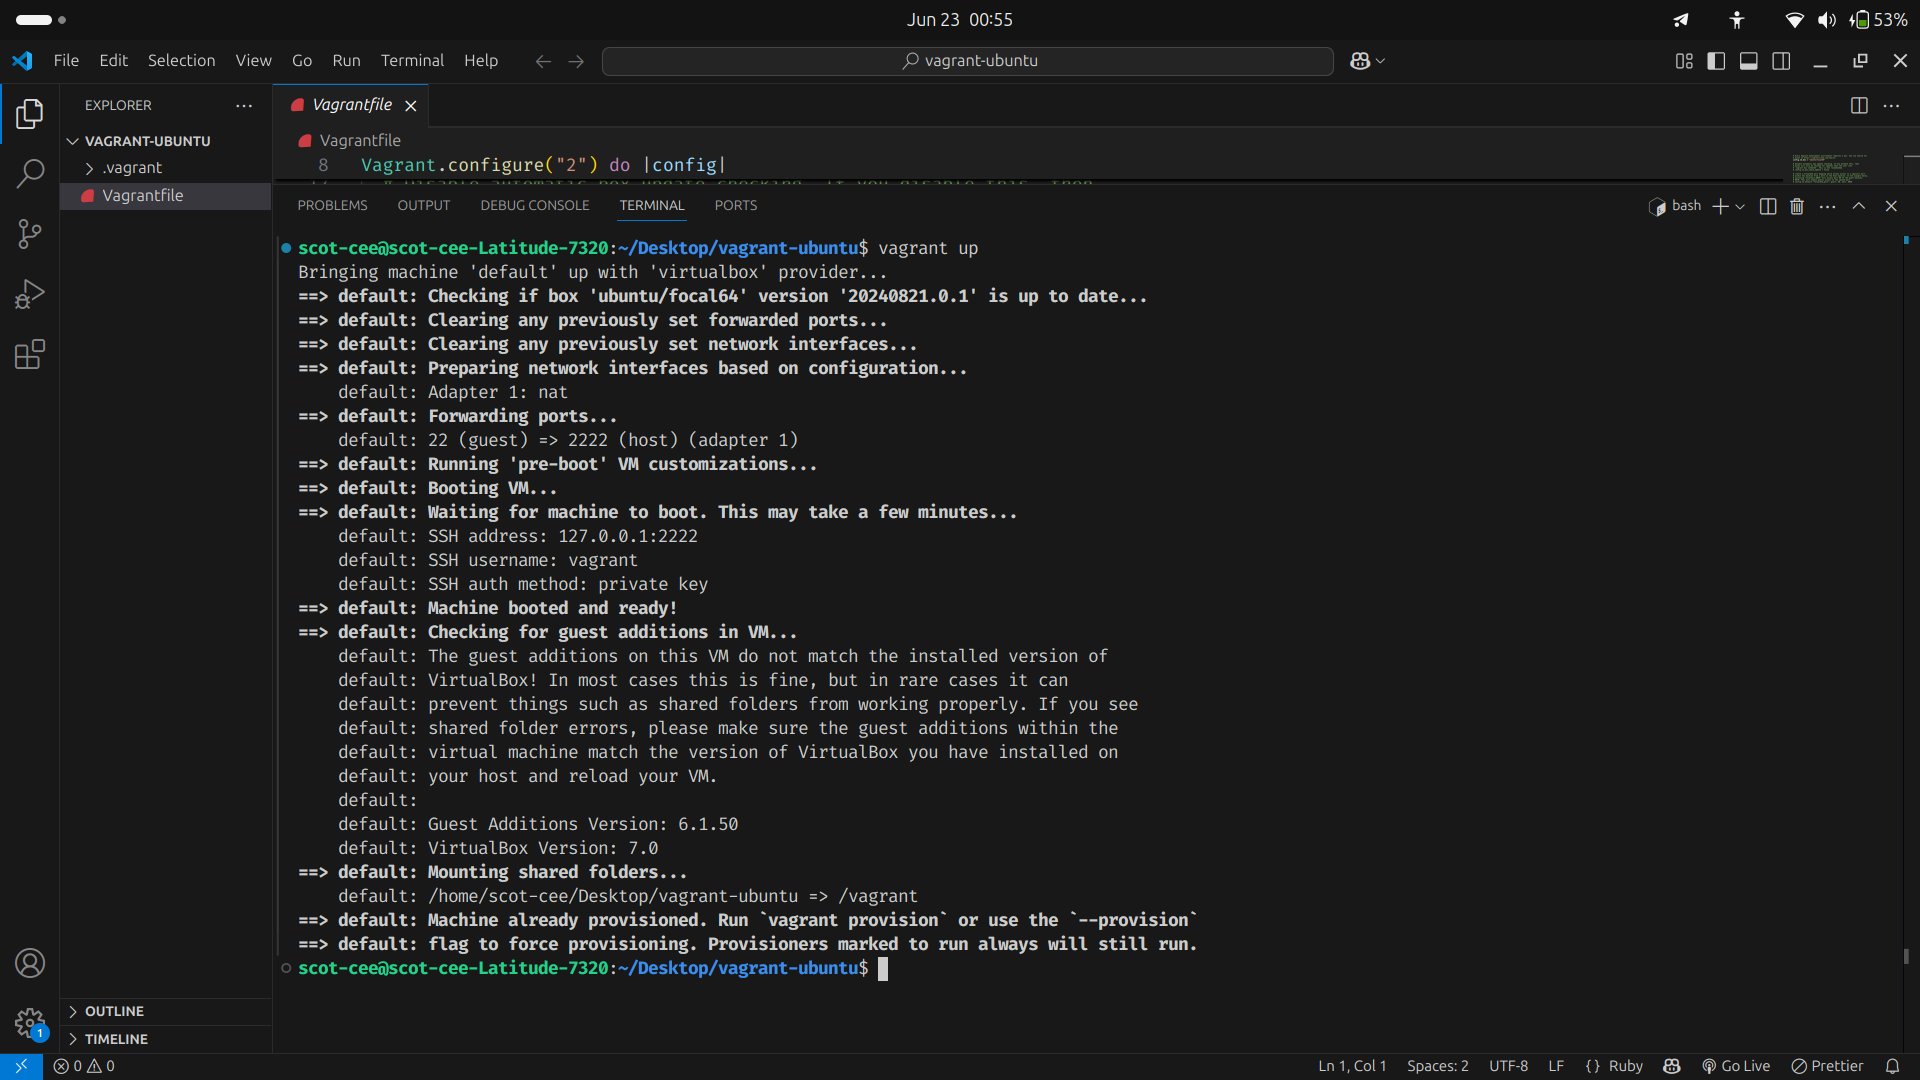 Jun 23 00:55
53%
File Edit Selection View Go Run Terminal Help
vagrant-ubuntu
EXPLORER
Vagrantfile
VAGRANT-UBUNTU
.vagrant
Vagrantfile
Vagrantfile
8 Vagrant.configure("2") do |config|
PROBLEMS OUTPUT DEBUG CONSOLE TERMINAL PORTS
bash
scot-cee@scot-cee-Latitude-7320:~/Desktop/vagrant-ubuntu$ vagrant up
Bringing machine 'default' up with 'virtualbox' provider...
==> default: Checking if box 'ubuntu/focal64' version '20240821.0.1' is up to date...
==> default: Clearing any previously set forwarded ports...
==> default: Clearing any previously set network interfaces...
==> default: Preparing network interfaces based on configuration...
default: Adapter 1: nat
==> default: Forwarding ports...
default: 22 (guest) => 2222 (host) (adapter 1)
==> default: Running 'pre-boot' VM customizations...
==> default: Booting VM...
==> default: Waiting for machine to boot. This may take a few minutes...
default: SSH address: 127.0.0.1:2222
default: SSH username: vagrant
default: SSH auth method: private key
==> default: Machine booted and ready!
==> default: Checking for guest additions in VM...
default: The guest additions on this VM do not match the installed version of
default: VirtualBox! In most cases this is fine, but in rare cases it can
default: prevent things such as shared folders from working properly. If you see
default: shared folder errors, please make sure the guest additions within the
default: virtual machine match the version of VirtualBox you have installed on
default: your host and reload your VM.
default:
default: Guest Additions Version: 6.1.50
default: VirtualBox Version: 7.0
==> default: Mounting shared folders...
default: /home/scot-cee/Desktop/vagrant-ubuntu => /vagrant
==> default: Machine already provisioned. Run `vagrant provision` or use the `--provision`
==> default: flag to force provisioning. Provisioners marked to run always will still run.
scot-cee@scot-cee-Latitude-7320:~/Desktop/vagrant-ubuntu$
OUTLINE
1
TIMELINE
0 0
Ln 1, Col 1 Spaces: 2 UTF-8 LF {} Ruby Go Live Prettier